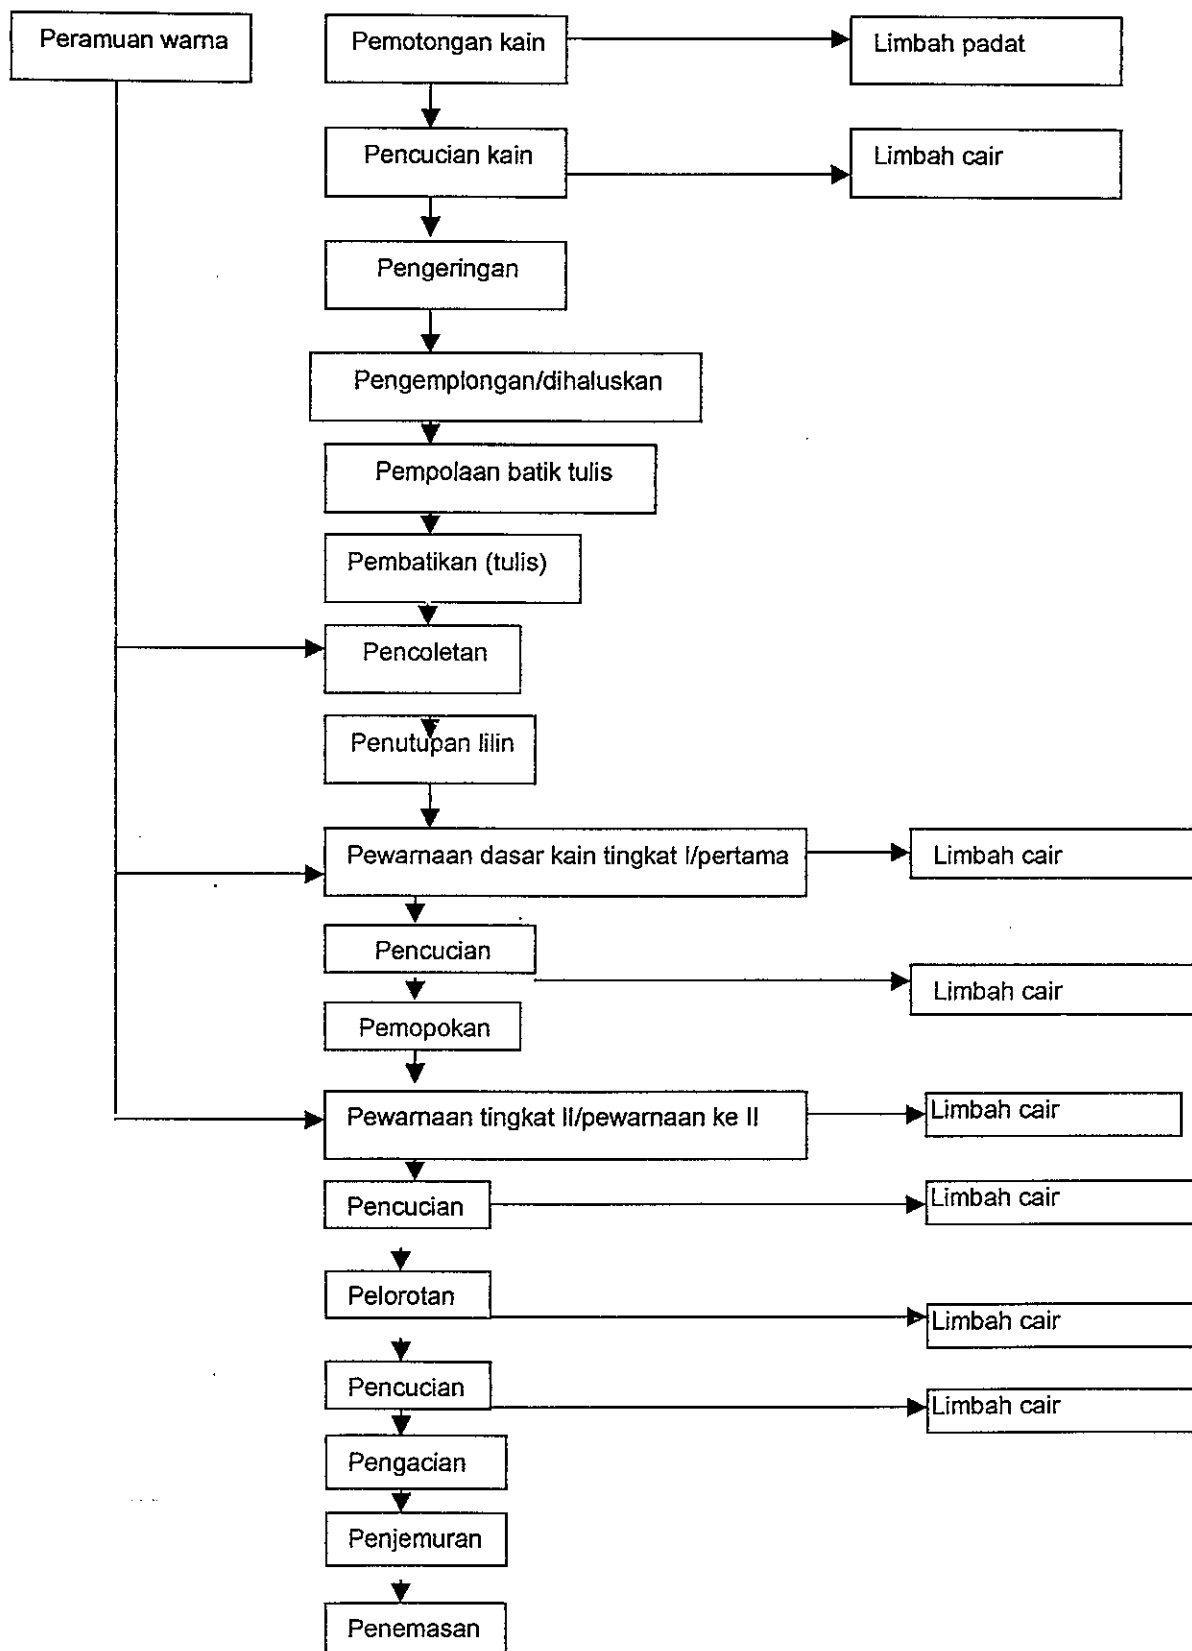 Peramuan warna
Pemotongan kain
Limbah padat
Pencucian kain
Limbah cair
Pengeringan
Pengemplongan/dihaluskan
Pempolaan batik tulis
Pembatikan (tulis)
Pencoletan
Penutupan lilin
Pewarnaan dasar kain tingkat I/pertama
Limbah cair
Pencucian
Limbah cair
Pemopokan
Pewarnaan tingkat II/pewarnaan ke II
Limbah cair
Pencucian
Limbah cair
Pelorotan
Limbah cair
Pencucian
Limbah cair
Pengacian
Penjemuran
Penemasan